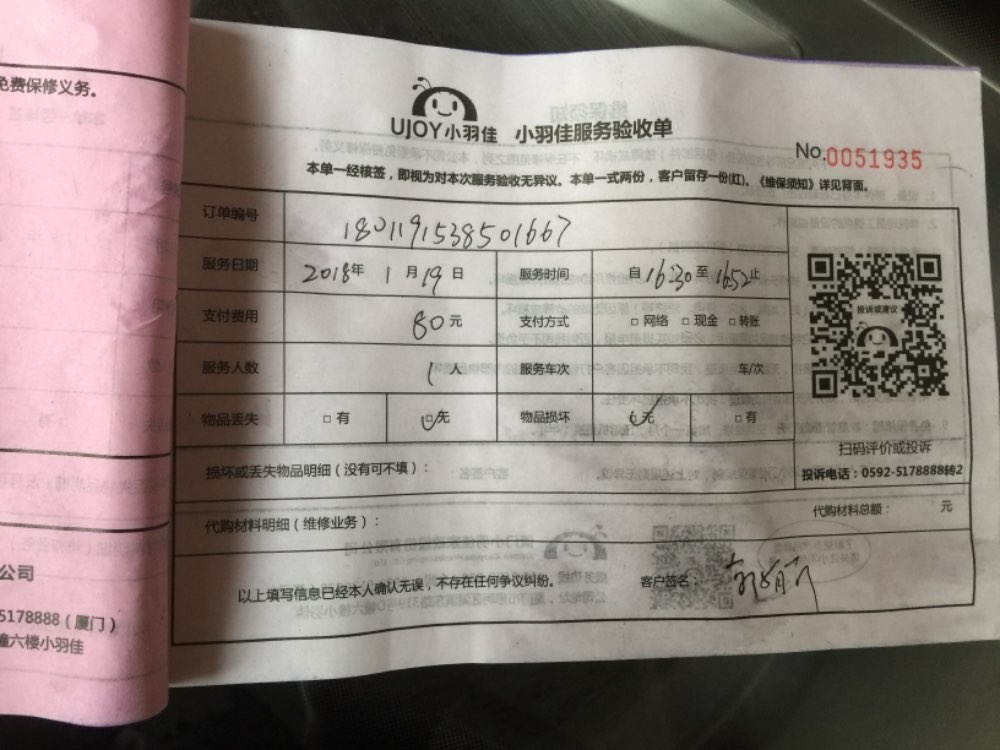 免费保修义务。
公司
5178888（厦门）
幢六楼小羽佳
UJOY小羽佳 小羽佳服务验收单
No.0051935
本单一经核签，即视为对本次服务验收无异议。本单一式两份，客户留存一份(红)。《维保须知》详见背面。
订单编号 1801191538501667
服务日期 2018年 1月19日 服务时间 自16:30至16:52止
支付费用 80元 支付方式 □网络 □现金 □转账
服务人数 1人 服务车次 车/次
物品丢失 □有 □无 物品损坏 □无 □有
投诉或建议
扫码评价或投诉
投诉电话：0592-5178888转2
损坏或丢失物品明细（没有可不填）：
代购材料明细（维修业务）： 代购材料总额： 元
以上填写信息已经本人确认无误，不存在任何争议纠纷。 客户签名：